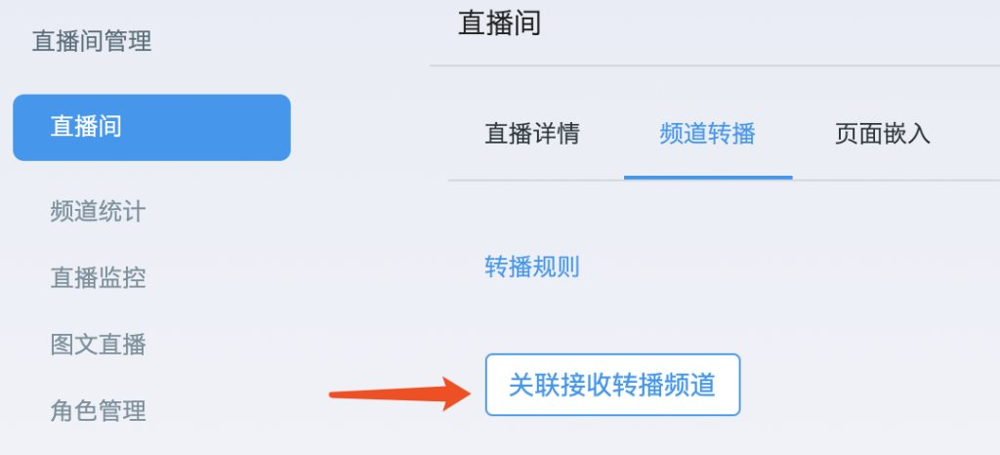 直播间管理
直播间
频道统计
直播监控
图文直播
角色管理
直播间
直播详情 频道转播 页面嵌入
转播规则
关联接收转播频道